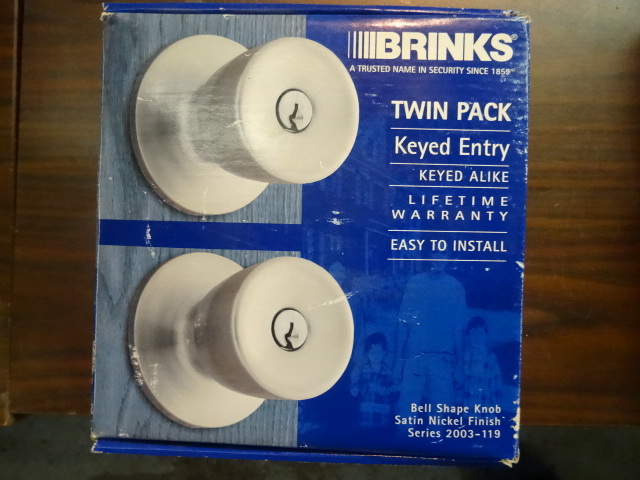 BRINKS®
A TRUSTED NAME IN SECURITY SINCE 1859™
TWIN PACK
Keyed Entry
KEYED ALIKE
LIFETIME
WARRANTY
EASY TO INSTALL
Bell Shape Knob
Satin Nickel Finish
Series 2003-119